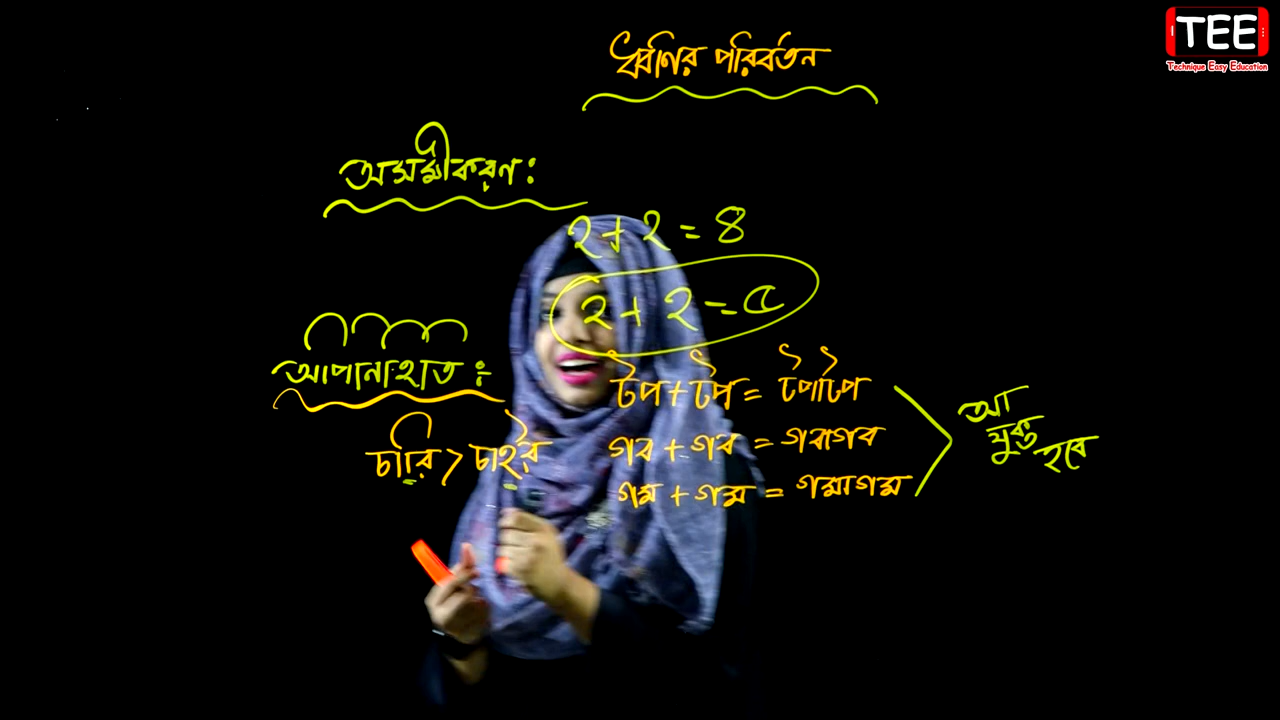 TEE
Technique Easy Education
ধ্বণির পরিবর্তন
অসমীকরণ:
২+২=৪
২+২=৫
আপিনিহিতি:
চারি > চাইর
টপ+টপ= টপাটপ
গব + গব = গবাগব
গম + গম = গমাগম
আ
যুক্ত
হবে